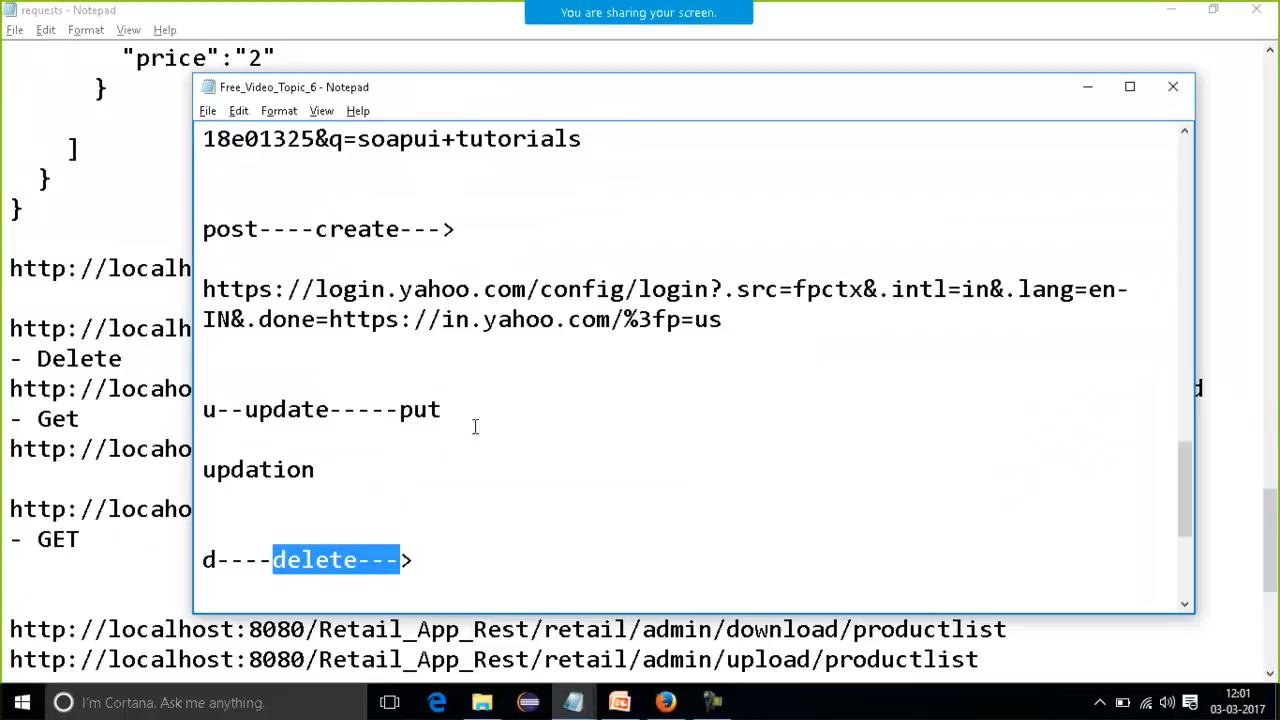 requests - Notepad
You are sharing your screen.
File Edit Format View Help
"price":"2"
}
]
}
}
http://localh
http://localh
- Delete
http://locaho
d
- Get
http://locaho
http://locaho
- GET
http://localhost:8080/Retail_App_Rest/retail/admin/download/productlist
http://localhost:8080/Retail_App_Rest/retail/admin/upload/productlist
Free_Video_Topic_6 - Notepad
File Edit Format View Help
18e01325&q=soapui+tutorials
post----create--->
https://login.yahoo.com/config/login?.src=fpctx&.intl=in&.lang=en-
IN&.done=https://in.yahoo.com/%3fp=us
u--update-----put
updation
d----delete--->
I'm Cortana. Ask me anything.
12:01
03-03-2017